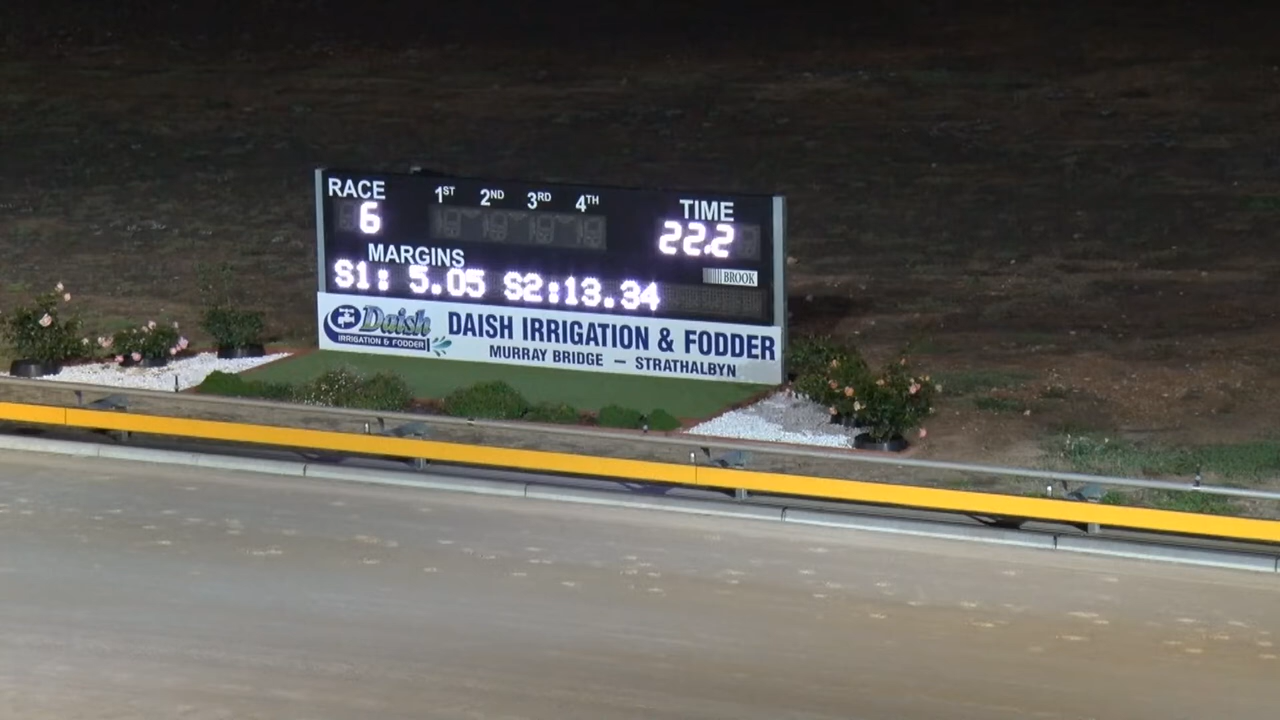 RACE 1ST 2ND 3RD 4TH TIME
6 22.2
MARGINS
BROOK
S1: 5.05 S2:13.34
Daish
IRRIGATION & FODDER
DAISH IRRIGATION & FODDER
MURRAY BRIDGE — STRATHALBYN